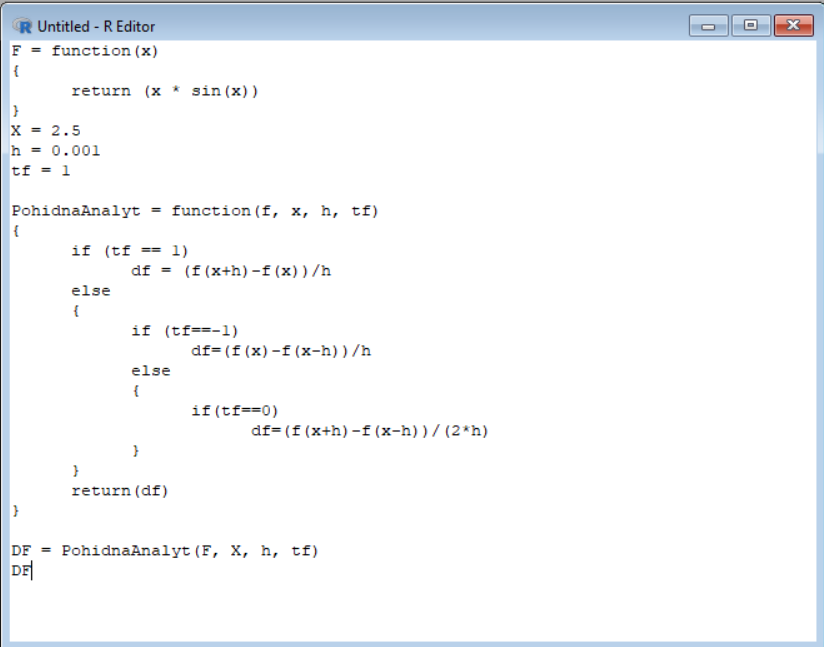 Untitled - R Editor
F = function(x)
{
      return (x * sin(x))
}
X = 2.5
h = 0.001
tf = 1

PohidnaAnalyt = function(f, x, h, tf)
{
      if (tf == 1)
            df = (f(x+h)-f(x))/h
      else
      {
            if (tf==-1)
                  df=(f(x)-f(x-h))/h
            else
            {
                  if(tf==0)
                        df=(f(x+h)-f(x-h))/(2*h)
            }
      }
      return(df)
}

DF = PohidnaAnalyt(F, X, h, tf)
DF